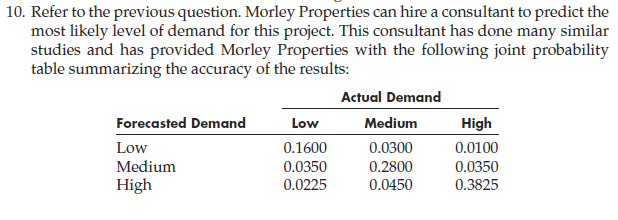 10. Refer to the previous question. Morley Properties can hire a consultant to predict the
most likely level of demand for this project. This consultant has done many similar
studies and has provided Morley Properties with the following joint probability
table summarizing the accuracy of the results:
Actual Demand
Forecasted Demand Low Medium High
Low 0.1600 0.0300 0.0100
Medium 0.0350 0.2800 0.0350
High 0.0225 0.0450 0.3825